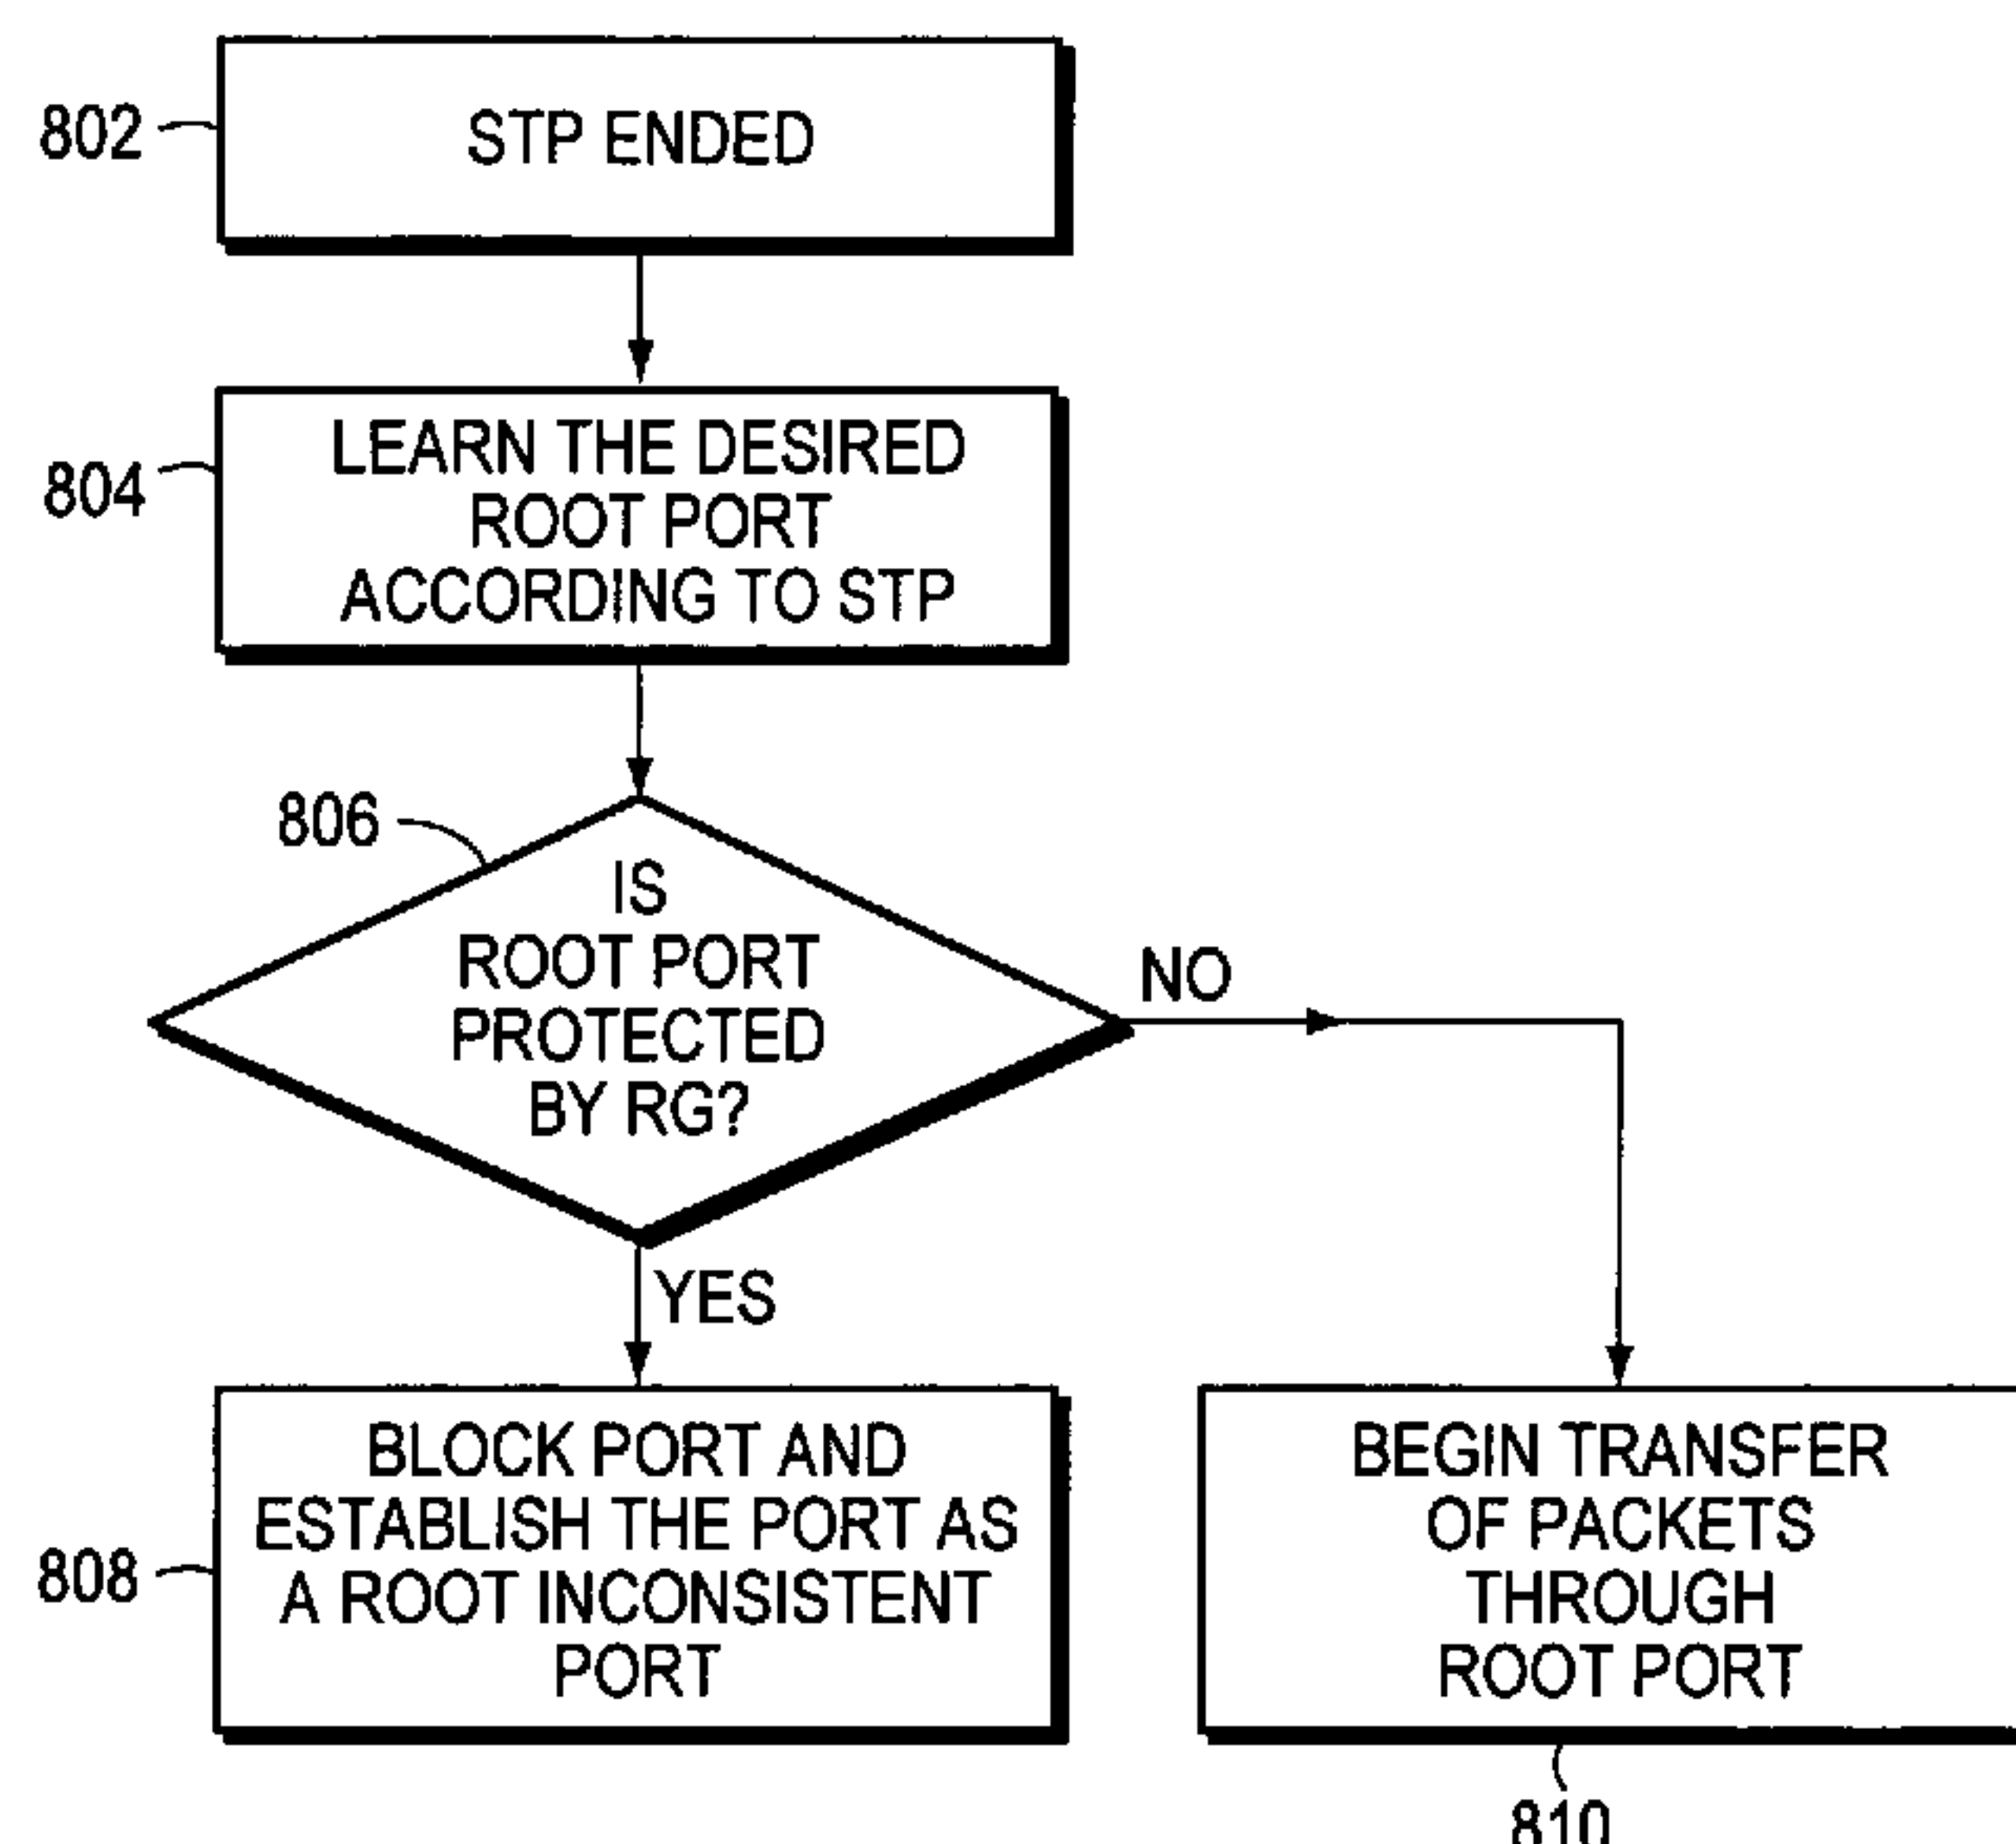 802
STP ENDED
804
LEARN THE DESIRED
ROOT PORT
ACCORDING TO STP
806
IS
ROOT PORT
PROTECTED
BY RG?
NO
YES
808
BLOCK PORT AND
ESTABLISH THE PORT AS
A ROOT INCONSISTENT
PORT
BEGIN TRANSFER
OF PACKETS
THROUGH
ROOT PORT
810